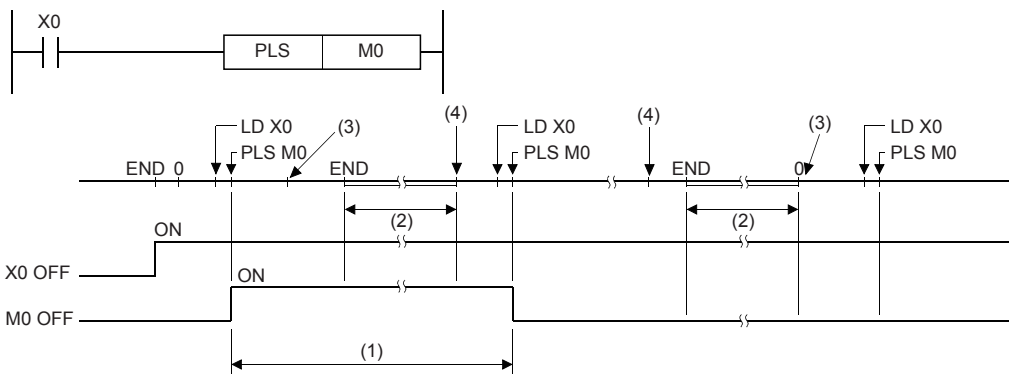 X0
PLS M0
(4) (4)
LD X0 (3) LD X0 (3) LD X0
PLS M0 PLS M0 PLS M0
END 0 END END 0
(2) (2)
ON
X0 OFF
ON
M0 OFF
(1)